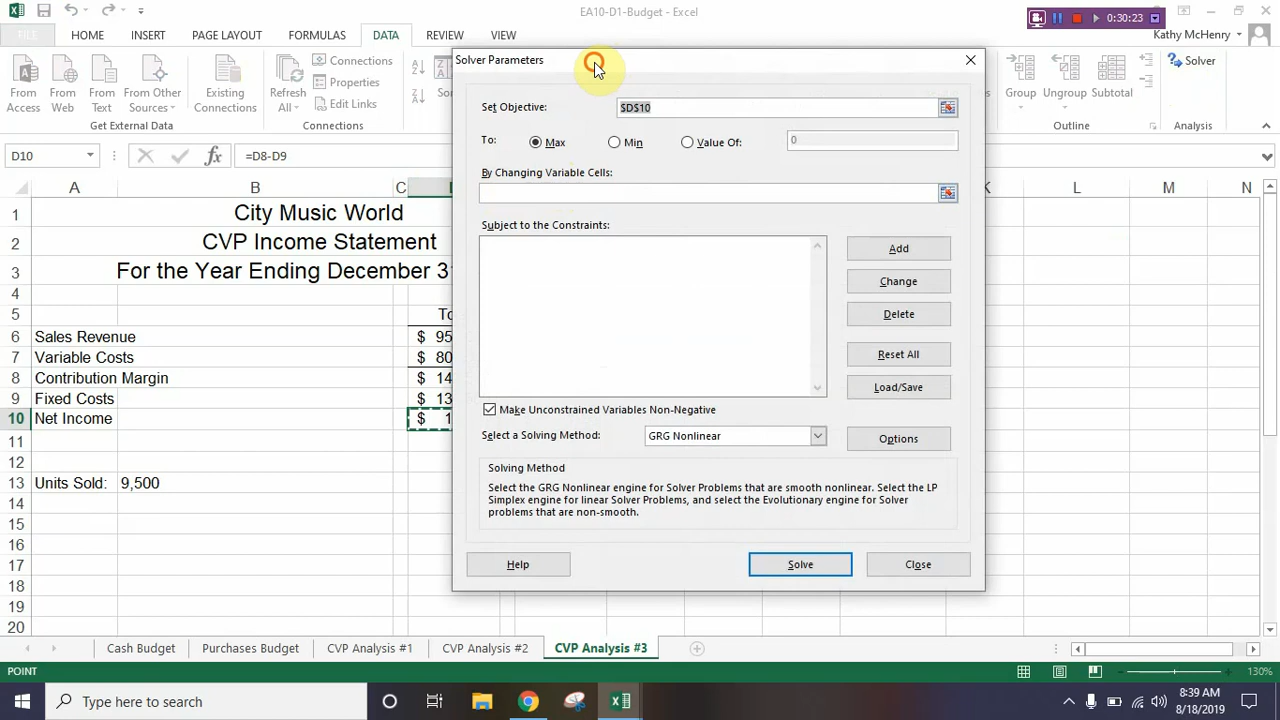 EA10-D1-Budget - Excel
0:30:23
FILE HOME INSERT PAGE LAYOUT FORMULAS DATA REVIEW VIEW
Kathy McHenry
From Access
From Web
From Text
From Other Sources
Existing Connections
Get External Data
Refresh All
Connections
Properties
Edit Links
Connections
Group
Ungroup
Subtotal
Outline
Solver
Analysis
D10
=D8-D9
A B C K L M N
1 City Music World
2 CVP Income Statement
3 For the Year Ending December 3
4
5
6 Sales Revenue $ 95
7 Variable Costs $ 80
8 Contribution Margin $ 14
9 Fixed Costs $ 13
10 Net Income $ 1
11
12
13 Units Sold: 9,500
14
15
16
17
18
19
20
Solver Parameters
Set Objective: $D$10
To: Max Min Value Of: 0
By Changing Variable Cells:
Subject to the Constraints:
Add
Change
Delete
Reset All
Load/Save
Make Unconstrained Variables Non-Negative
Select a Solving Method: GRG Nonlinear
Options
Solving Method
Select the GRG Nonlinear engine for Solver Problems that are smooth nonlinear. Select the LP
Simplex engine for linear Solver Problems, and select the Evolutionary engine for Solver
problems that are non-smooth.
Help
Solve
Close
Cash Budget Purchases Budget CVP Analysis #1 CVP Analysis #2 CVP Analysis #3
POINT
130%
Type here to search
8:39 AM
8/18/2019